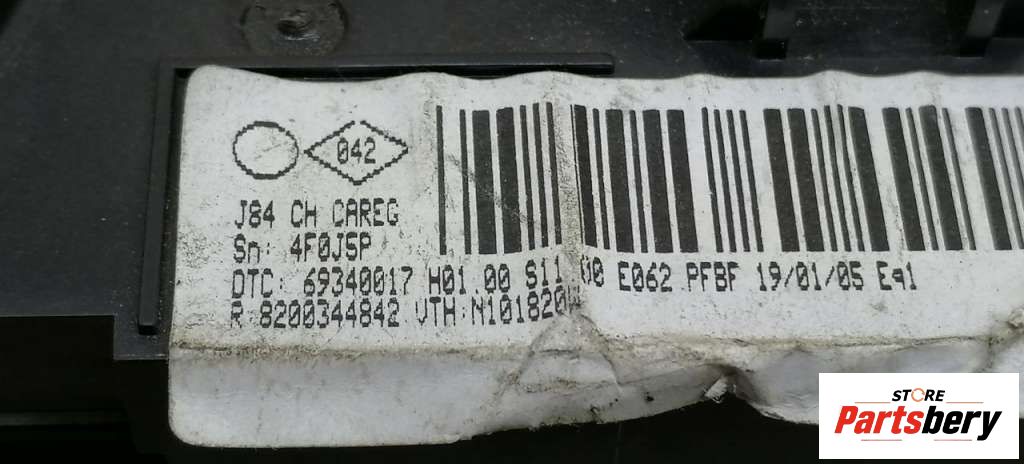 042
J84 CH CAREG
Sn: 4F0JSP
DTC: 69340017 H01.00 S11 00 E062 PFBF 19/01/05 Eq1
R:8200344842 VTH:N101820W
STORE
Partsbery